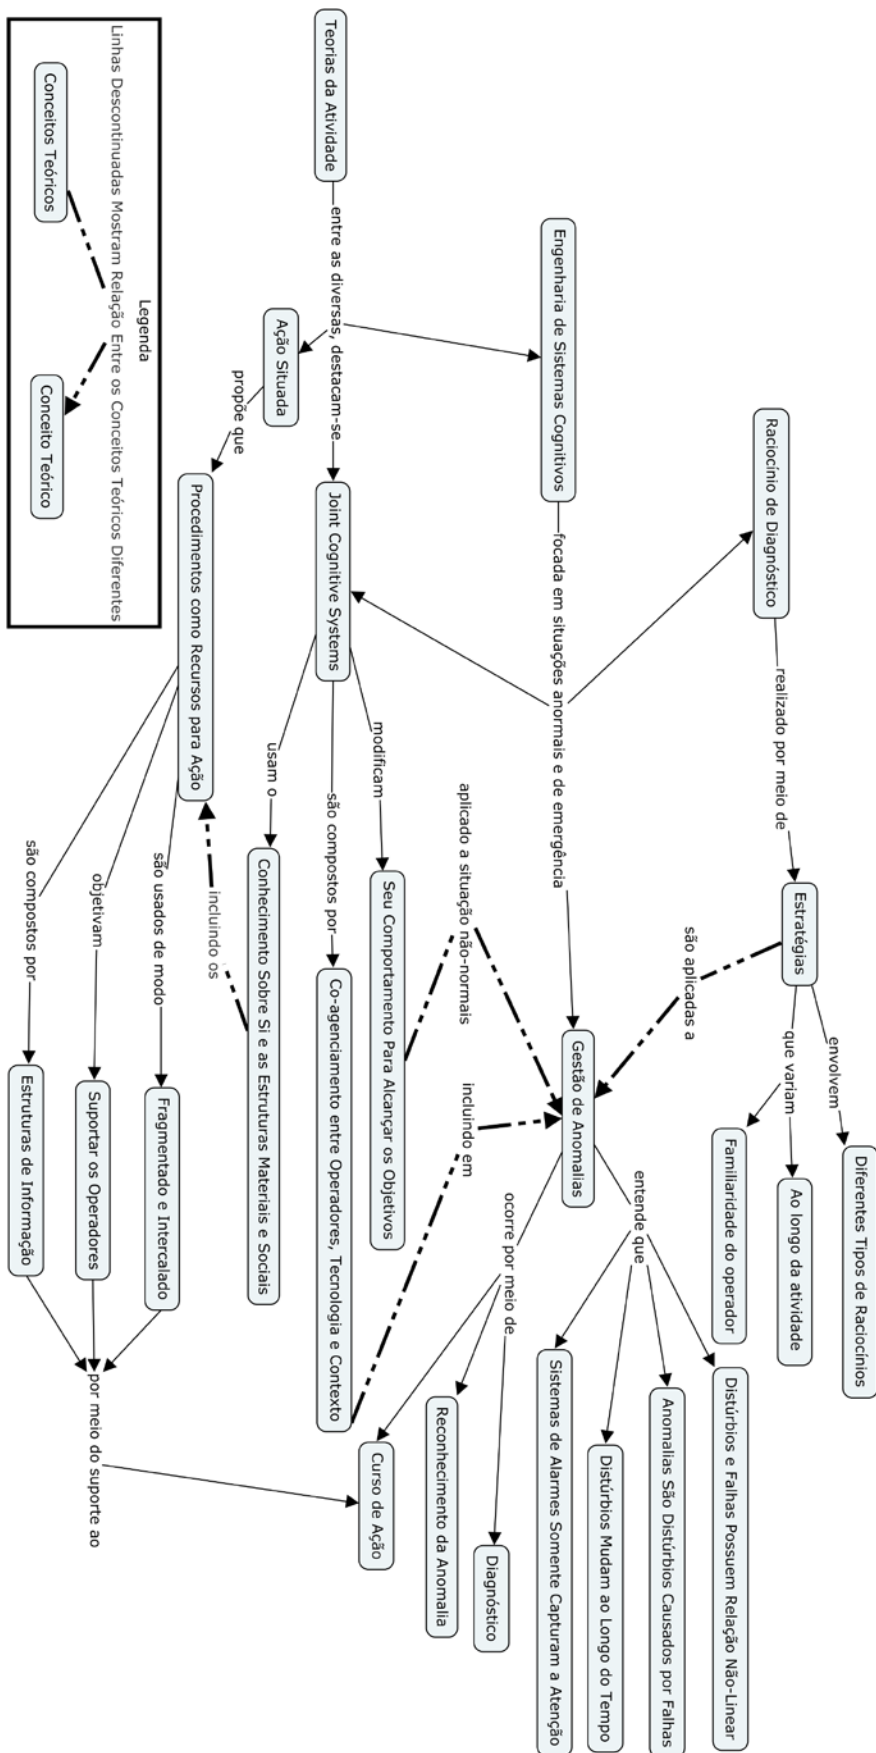 Teorias da Atividade
entre as diversas, destacam-se
Engenharia de Sistemas Cognitivos
Ação Situada
propõe que
Joint Cognitive Systems
focada em situações anormais e de emergência
Raciocínio de Diagnóstico
realizado por meio de
Estratégias
envolvem
que variam
Diferentes Tipos de Raciocínios
Ao longo da atividade
Familiaridade do operador
são aplicadas a
Gestão de Anomalias
entende que
Distúrbios e Falhas Possuem Relação Não-Linear
Anomalias São Distúrbios Causados por Falhas
Distúrbios Mudam ao Longo do Tempo
Sistemas de Alarmes Somente Capturam a Atenção
ocorre por meio de
Diagnóstico
Reconhecimento da Anomalia
Curso de Ação
aplicado a situação não-normais
incluindo em
modificam
Seu Comportamento Para Alcançar os Objetivos
são compostos por
Co-agenciamento entre Operadores, Tecnologia e Contexto
usam o
Conhecimento Sobre Si e as Estruturas Materiais e Sociais
incluindo os
Procedimentos como Recursos para Ação
são usados de modo
Fragmentado e Intercalado
objetivam
Suportar os Operadores
são compostos por
Estruturas de Informação
por meio do suporte ao
Legenda
Linhas Descontinuadas Mostram Relação Entre os Conceitos Teóricos Diferentes
Conceitos Teóricos
Conceito Teórico